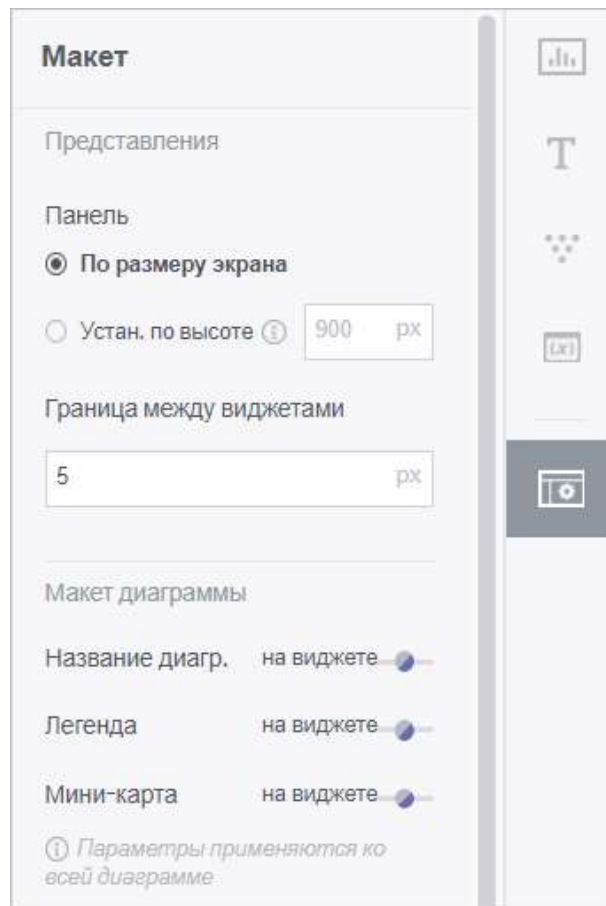 Макет
Представления
Панель
По размеру экрана
Устан. по высоте 900 px
Граница между виджетами
5 px
Макет диаграммы
Название диагр. на виджете
Легенда на виджете
Мини-карта на виджете
Параметры применяются ко
всей диаграмме
T
(x)